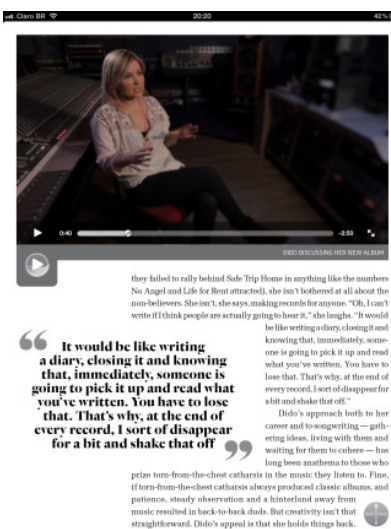 Claro BR 20:20 42%
0:40 -2:50
DIDO DISCUSSING HER NEW ALBUM
they failed to rally behind Safe Trip Home in anything like the numbers
No Angel and Life for Rent attracted), she isn't bothered at all about the
non-believers. She isn't, she says, making records for anyone. "Oh, I can't
write if I think people are actually going to hear it," she laughs. "It would
be like writing a diary, closing it and
knowing that, immediately, some-
one is going to pick it up and read
what you've written. You have to
lose that. That's why, at the end of
every record, I sort of disappear for
a bit and shake that off."
“ It would be like writing
a diary, closing it and knowing
that, immediately, someone is
going to pick it up and read what
you've written. You have to lose
that. That's why, at the end of
every record, I sort of disappear
for a bit and shake that off ”
Dido's approach both to her
career and to songwriting — gath-
ering ideas, living with them and
waiting for them to cohere — has
long been anathema to those who
prize torn-from-the-chest catharsis in the music they listen to. Fine,
if torn-from-the-chest catharsis always produced classic albums, and
patience, steady observation and a hinterland away from
music resulted in back-to-back duds. But creativity isn't that
straightforward. Dido's appeal is that she holds things back.